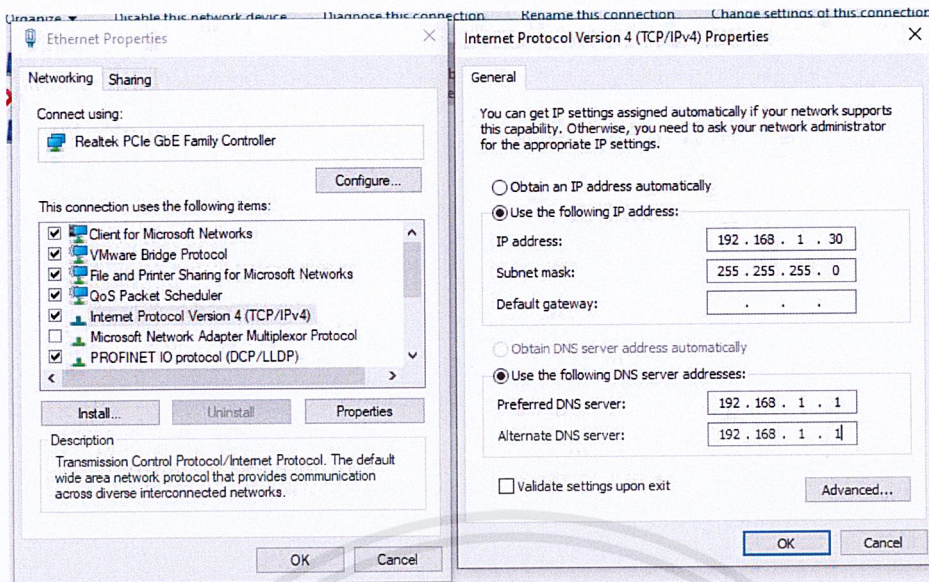 Organize Disable this network device Diagnose this connection Rename this connection Change settings of this connection
Ethernet Properties
Networking Sharing
Connect using:
Realtek PCIe GbE Family Controller
Configure...
This connection uses the following items:
Client for Microsoft Networks
VMware Bridge Protocol
File and Printer Sharing for Microsoft Networks
QoS Packet Scheduler
Internet Protocol Version 4 (TCP/IPv4)
Microsoft Network Adapter Multiplexor Protocol
PROFINET IO protocol (DCP/LLDP)
Install... Uninstall Properties
Description
Transmission Control Protocol/Internet Protocol. The default
wide area network protocol that provides communication
across diverse interconnected networks.
OK Cancel
Internet Protocol Version 4 (TCP/IPv4) Properties
General
You can get IP settings assigned automatically if your network supports
this capability. Otherwise, you need to ask your network administrator
for the appropriate IP settings.
Obtain an IP address automatically
Use the following IP address:
IP address: 192 . 168 . 1 . 30
Subnet mask: 255 . 255 . 255 . 0
Default gateway: . . .
Obtain DNS server address automatically
Use the following DNS server addresses:
Preferred DNS server: 192 . 168 . 1 . 1
Alternate DNS server: 192 . 168 . 1 . 1
Validate settings upon exit
Advanced...
OK Cancel